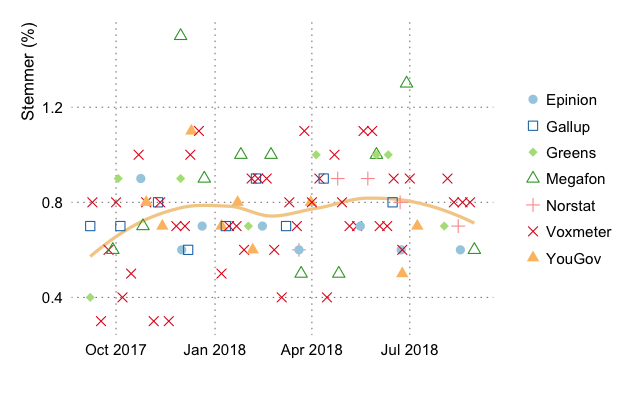 Stemmer (%)
1.2
0.8
0.4
Oct 2017
Jan 2018
Apr 2018
Jul 2018
Epinion
Gallup
Greens
Megafon
Norstat
Voxmeter
YouGov